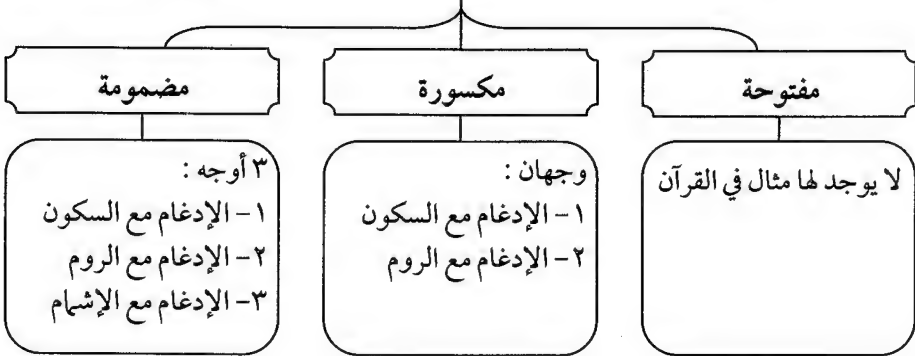 مفتوحة
لا يوجد لها مثال في القرآن
مكسورة
وجهان :
١ - الإدغام مع السكون
٢ - الإدغام مع الروم
مضمومة
٣ أوجه :
١ - الإدغام مع السكون
٢ - الإدغام مع الروم
٣ - الإدغام مع الإشمام